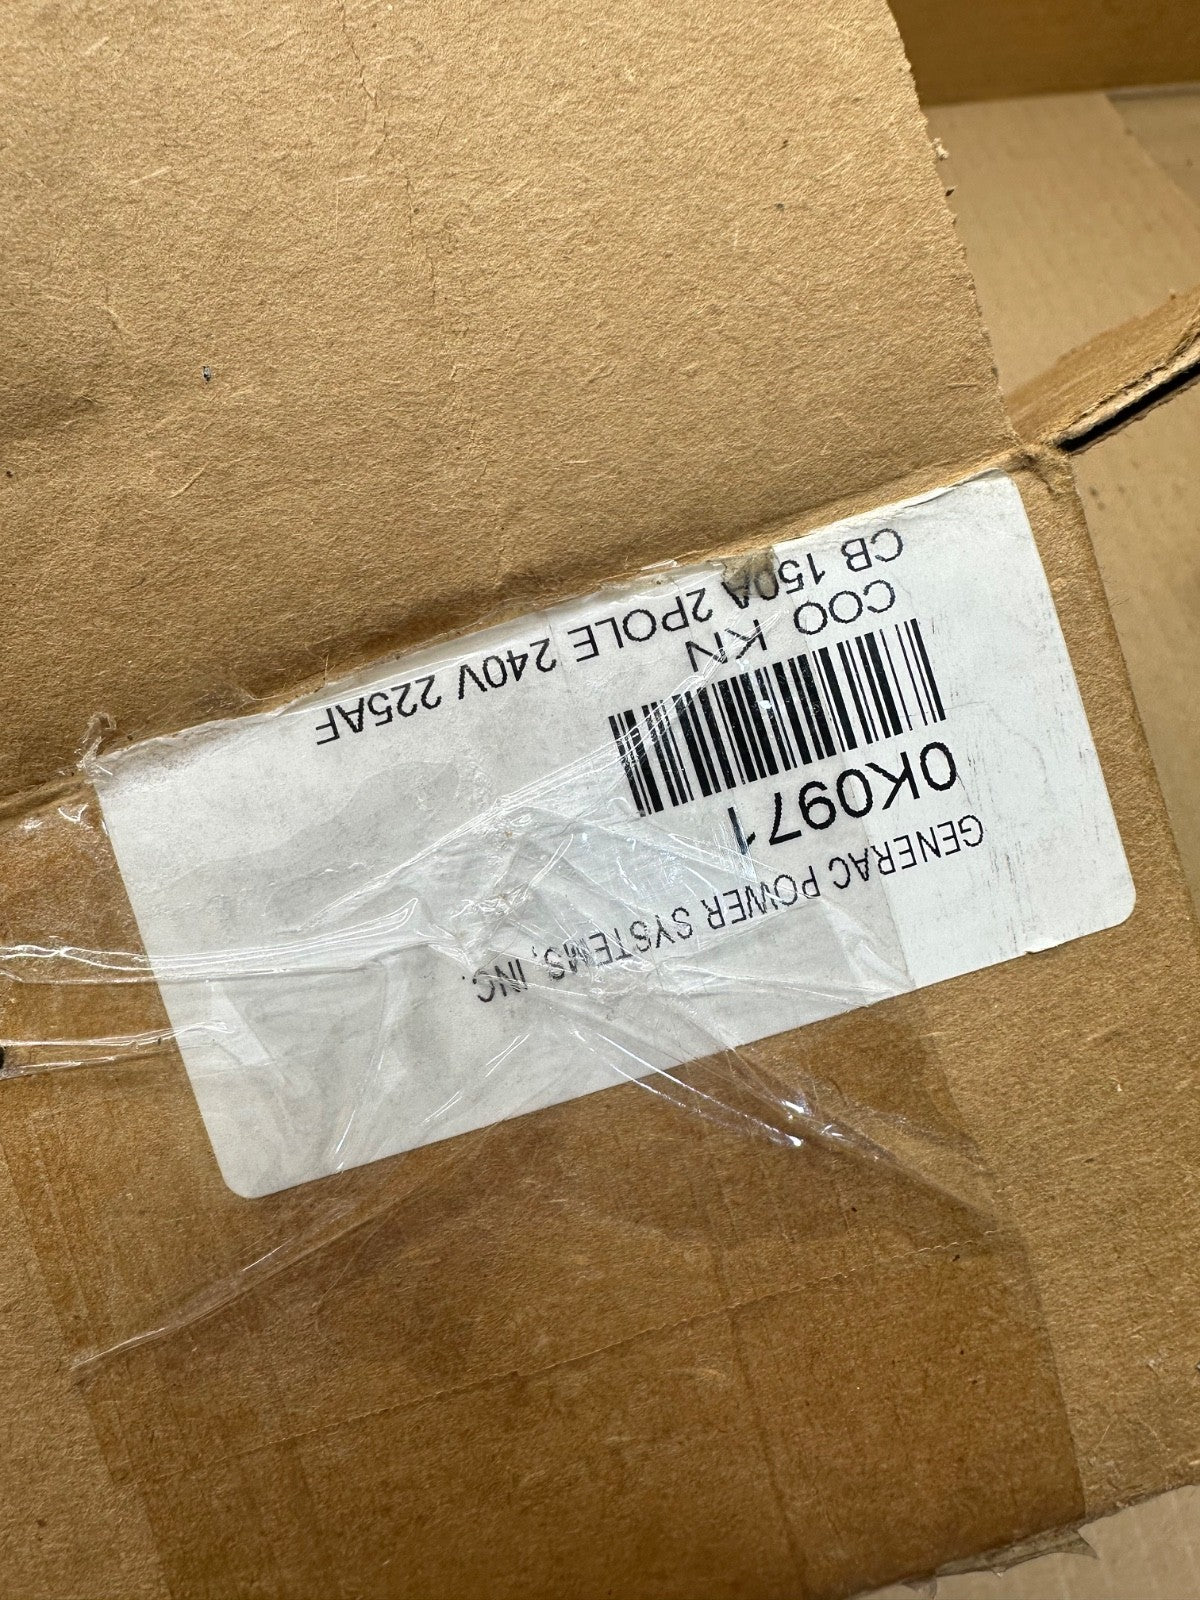 GENERAC POWER SYSTEMS, INC.
0K0971
COO KN
CB 150A 2POLE 240V 225AF